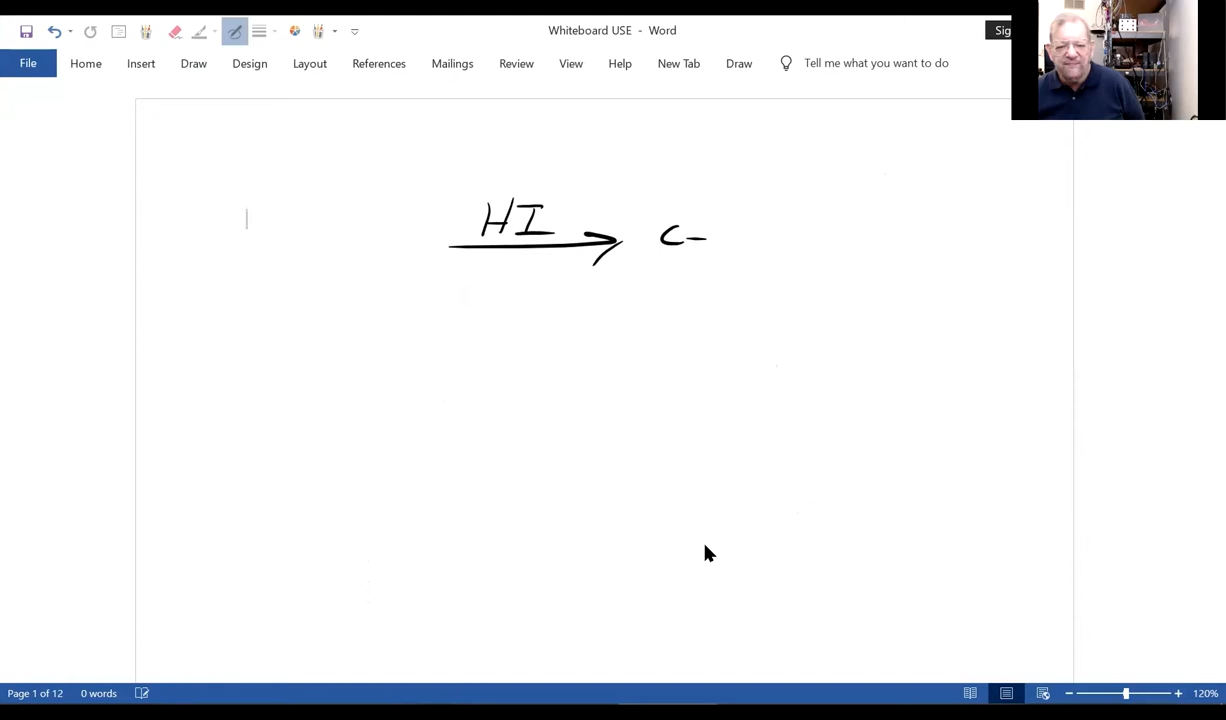 Whiteboard USE - Word
Sig
File Home Insert Draw Design Layout References Mailings Review View Help New Tab Draw Tell me what you want to do
HI
C-
Page 1 of 12 0 words 120%